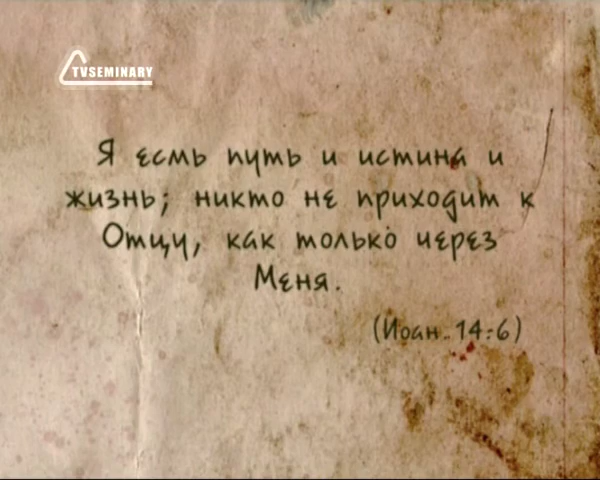 TVSEMINARY
Я есмь путь и истина и
жизнь; никто не приходит к
Отцу, как только через
Меня.
(Иоан. 14:6)